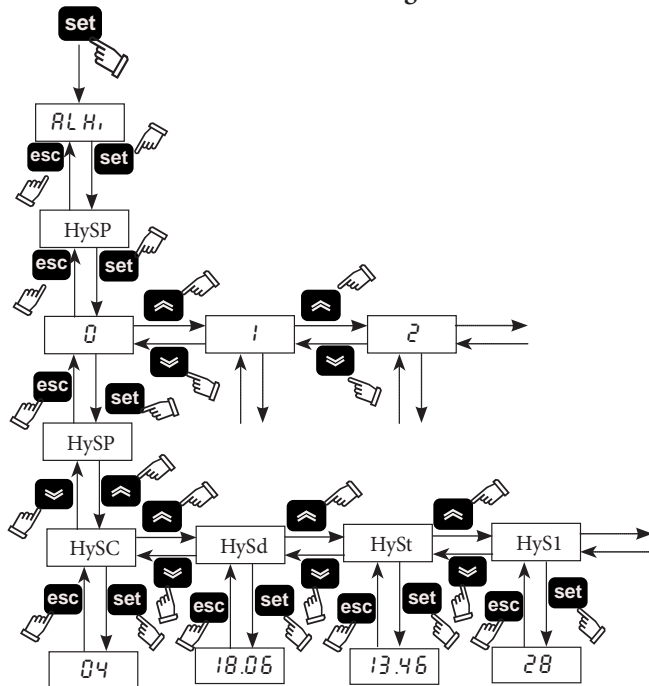 set
ALHi
esc set
HySP
esc set
0 1 2
esc set
HySP
HySC HySd HySt HyS1
esc set esc set esc set esc set
04 18.06 13.46 28